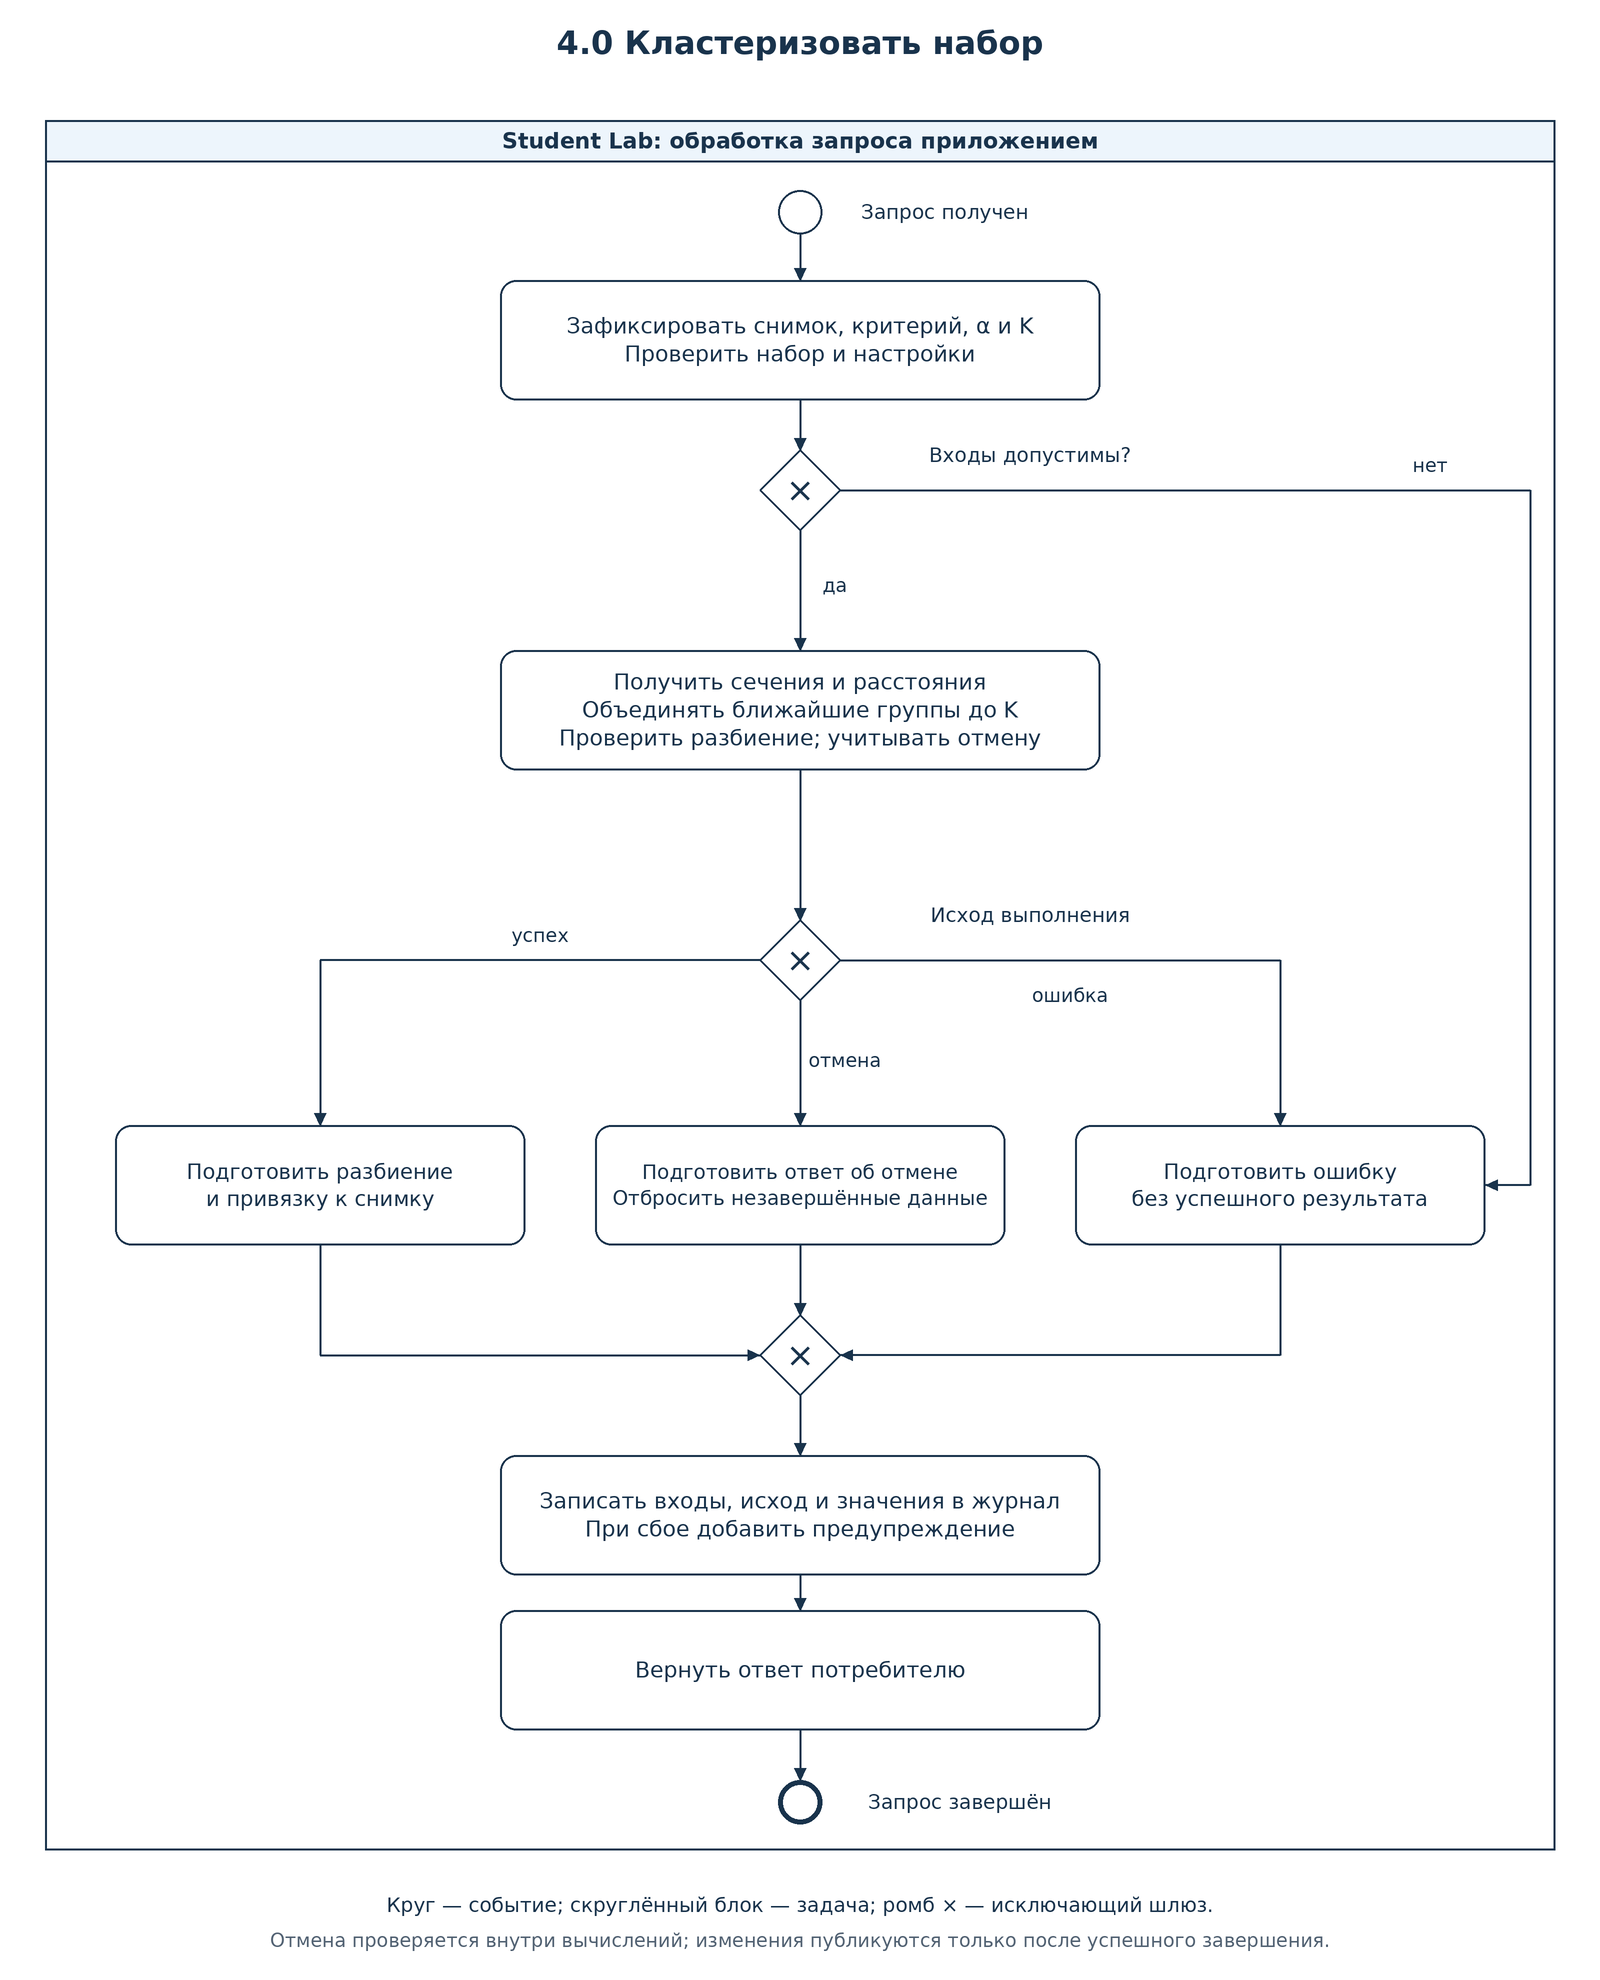 4.0 Кластеризовать набор
Student Lab: обработка запроса приложением
Запрос получен
Зафиксировать снимок, критерий, α и K
Проверить набор и настройки
Входы допустимы?
нет
×
да
Получить сечения и расстояния
Объединять ближайшие группы до K
Проверить разбиение; учитывать отмену
Исход выполнения
успех
×
ошибка
отмена
Подготовить разбиение
и привязку к снимку
Подготовить ответ об отмене
Отбросить незавершённые данные
Подготовить ошибку
без успешного результата
×
Записать входы, исход и значения в журнал
При сбое добавить предупреждение
Вернуть ответ потребителю
Запрос завершён
Круг — событие; скруглённый блок — задача; ромб × — исключающий шлюз.
Отмена проверяется внутри вычислений; изменения публикуются только после успешного завершения.